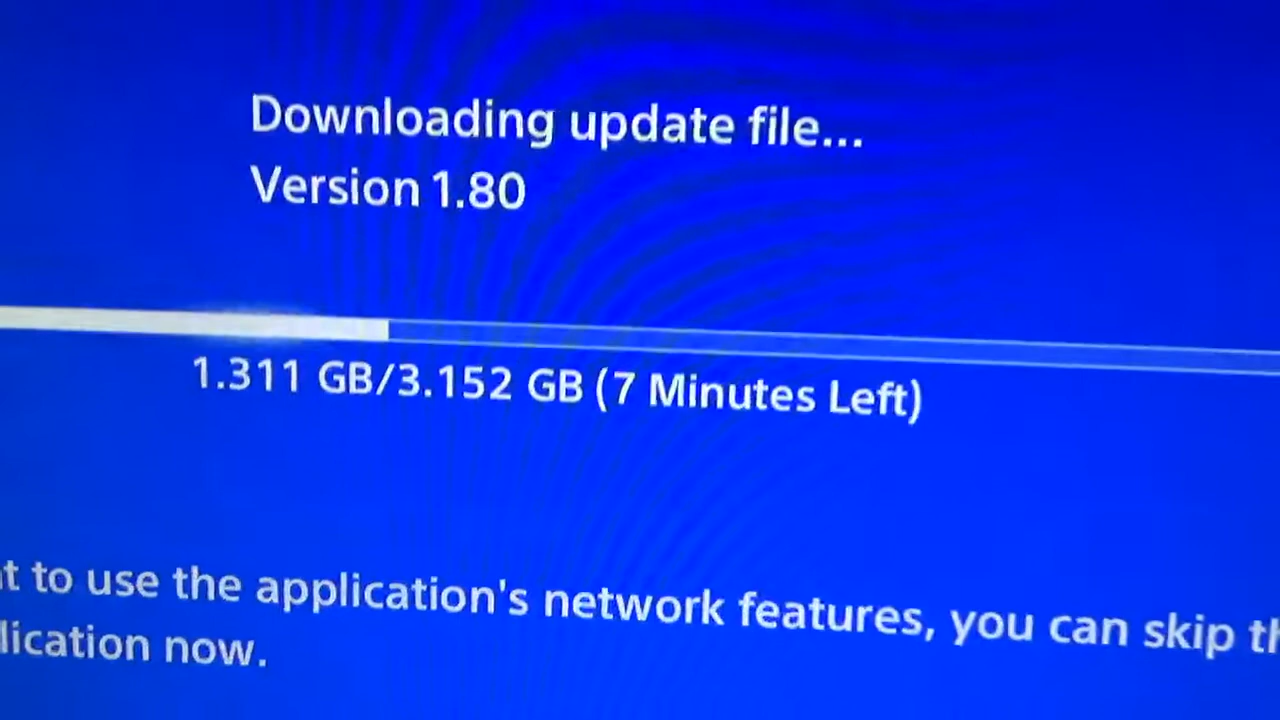 Downloading update file...
Version 1.80
1.311 GB/3.152 GB (7 Minutes Left)
to use the application's network features, you can skip
now.